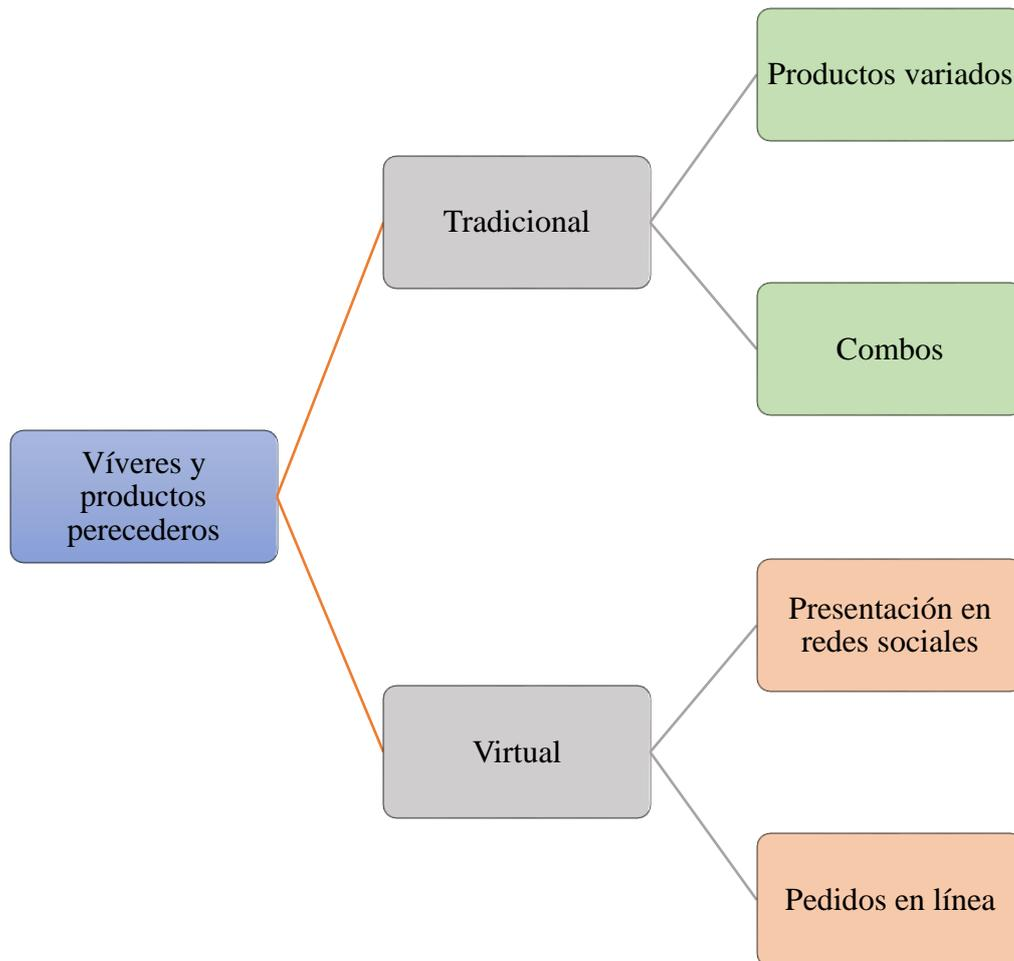 Productos variados
Tradicional
Combos
Víveres y
productos
perecederos
Presentación en
redes sociales
Virtual
Pedidos en línea